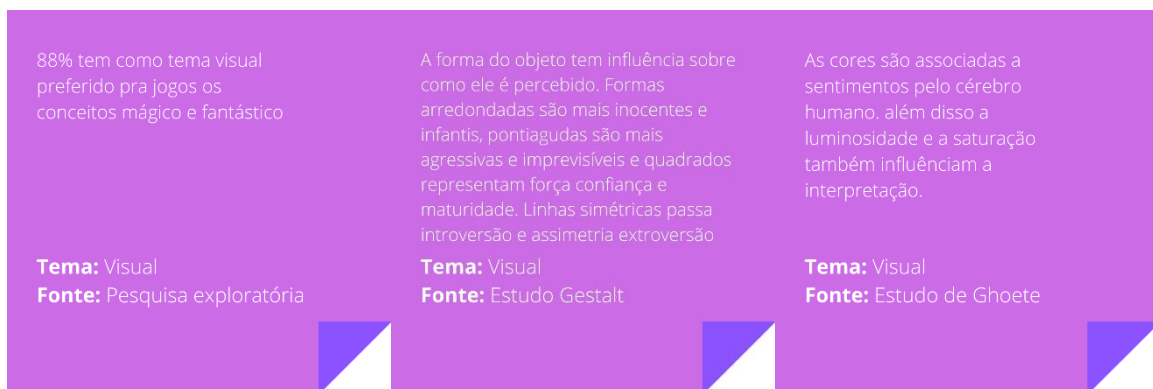 88% tem como tema visual
preferido pra jogos os
conceitos mágico e fantástico
Tema: Visual
Fonte: Pesquisa exploratória
A forma do objeto tem influência sobre
como ele é percebido. Formas
arredondadas são mais inocentes e
infantis, pontiagudas são mais
agressivas e imprevisíveis e quadrados
representam força confiança e
maturidade. Linhas simétricas passa
introversão e assimetria extroversão
Tema: Visual
Fonte: Estudo Gestalt
As cores são associadas a
sentimentos pelo cérebro
humano. além disso a
luminosidade e a saturação
também influênciam a
interpretação.
Tema: Visual
Fonte: Estudo de Ghoete